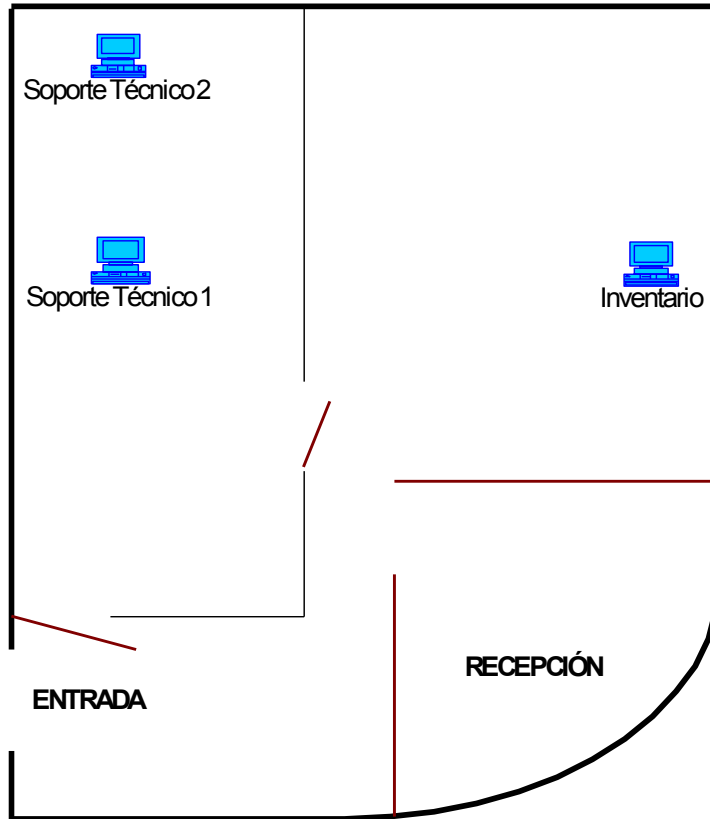 Soporte Técnico 2
Soporte Técnico 1
Inventario
RECEPCIÓN
ENTRADA